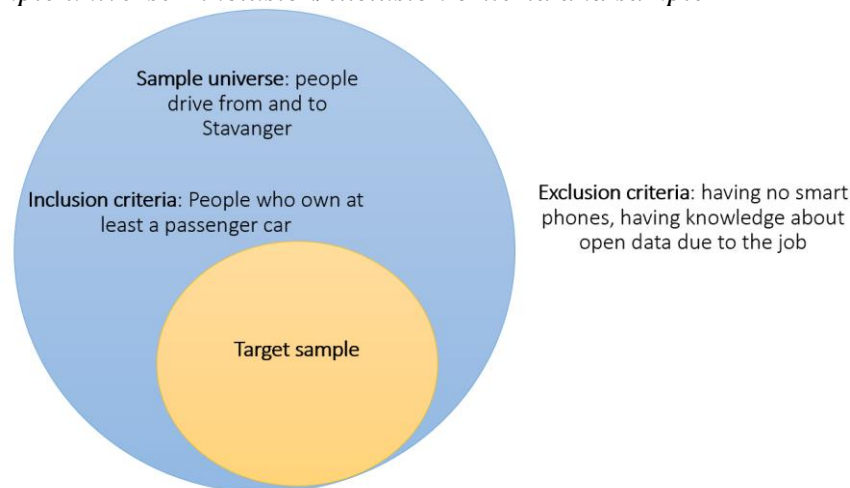 Sample universe: people
drive from and to
Stavanger
Inclusion criteria: People who own at
least a passenger car
Exclusion criteria: having no smart
phones, having knowledge about
open data due to the job
Target sample